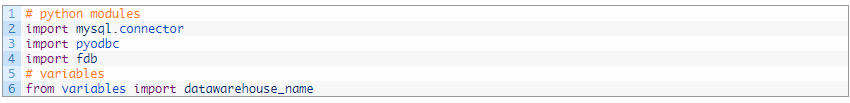 1 # python modules
2 import mysql.connector
3 import pyodbc
4 import fdb
5 # variables
6 from variables import datawarehouse_name